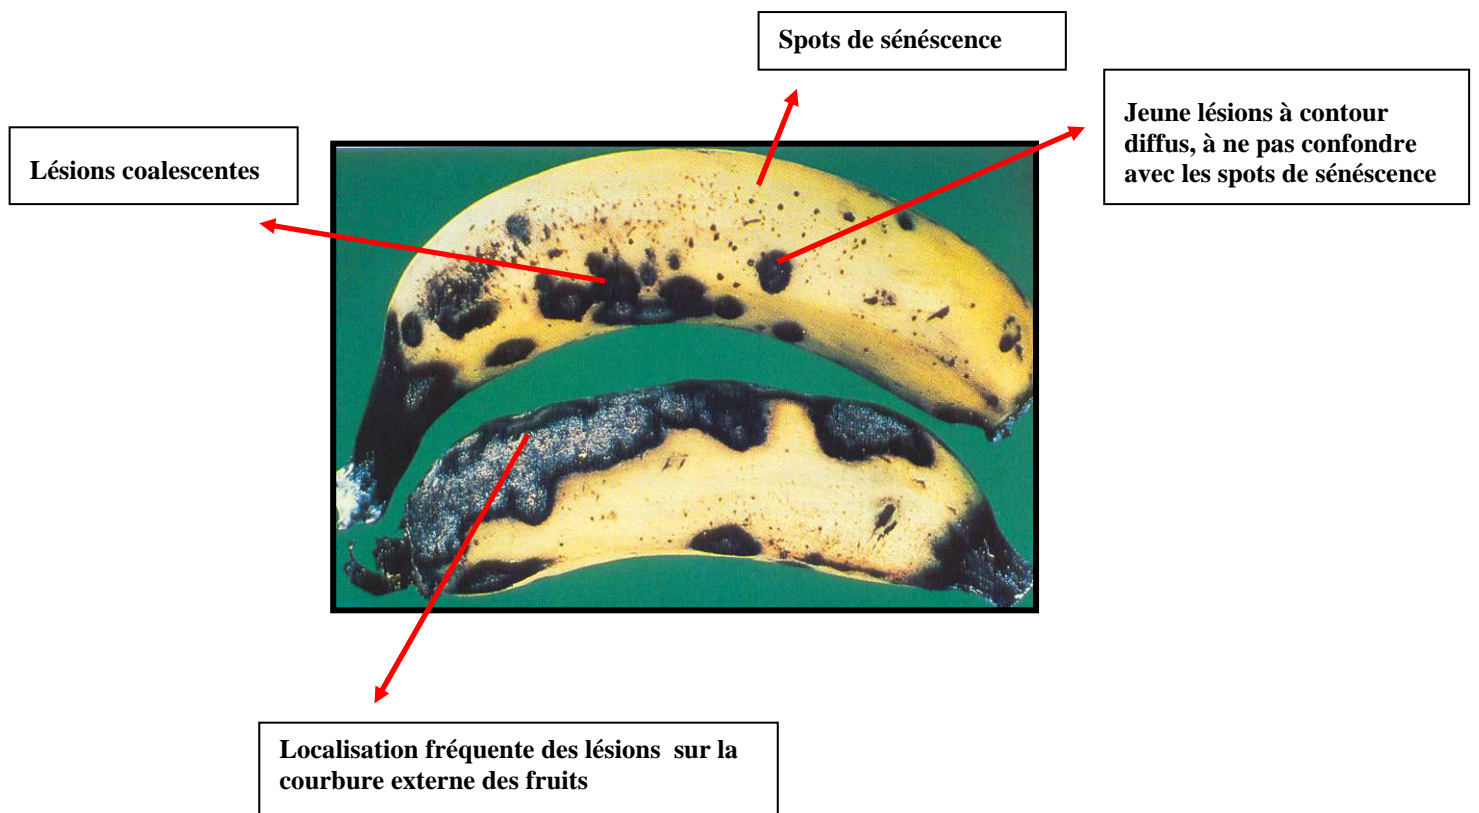 Spots de sénéscence
Jeune lésions à contour
diffus, à ne pas confondre
avec les spots de sénéscence
Lésions coalescentes
Localisation fréquente des lésions sur la
courbure externe des fruits